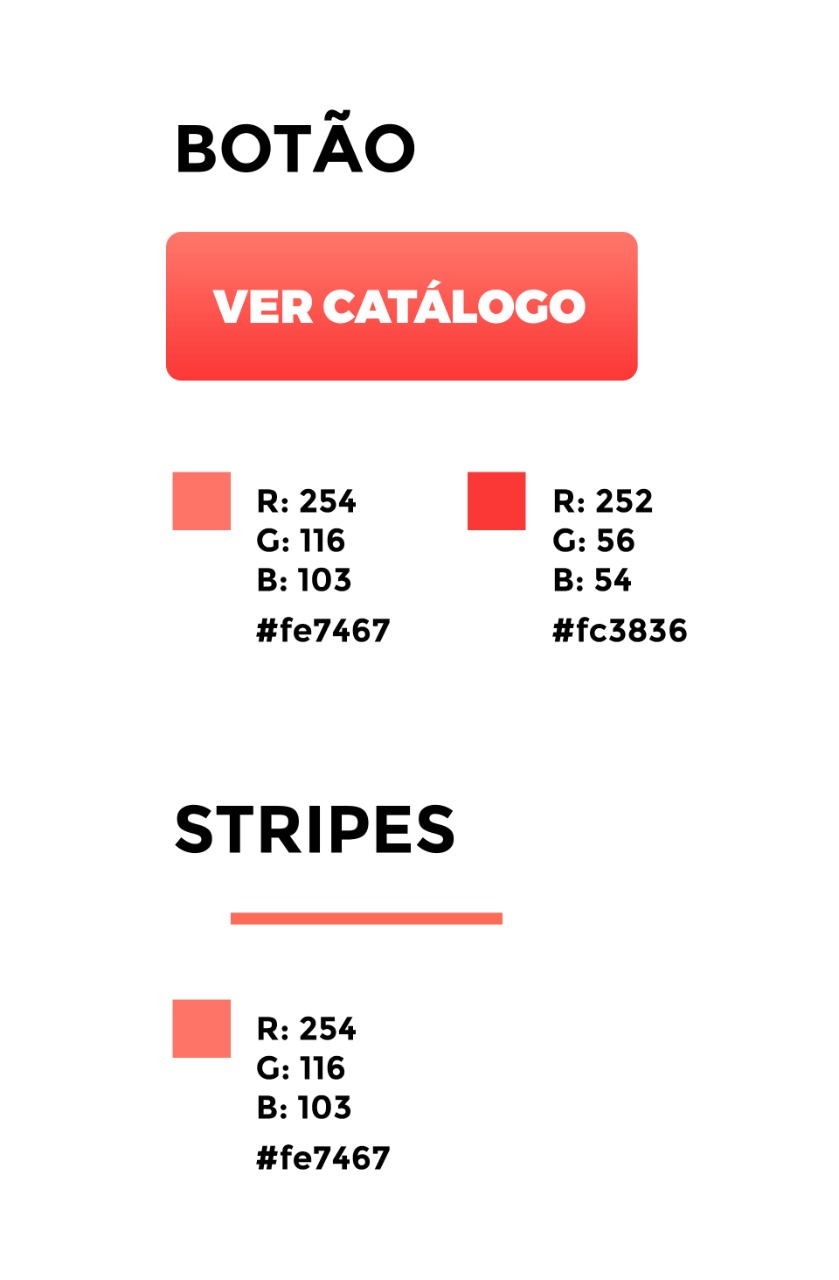 BOTÃO
VER CATÁLOGO
R: 254
G: 116
B: 103
#fe7467
R: 252
G: 56
B: 54
#fc3836
STRIPES
R: 254
G: 116
B: 103
#fe7467